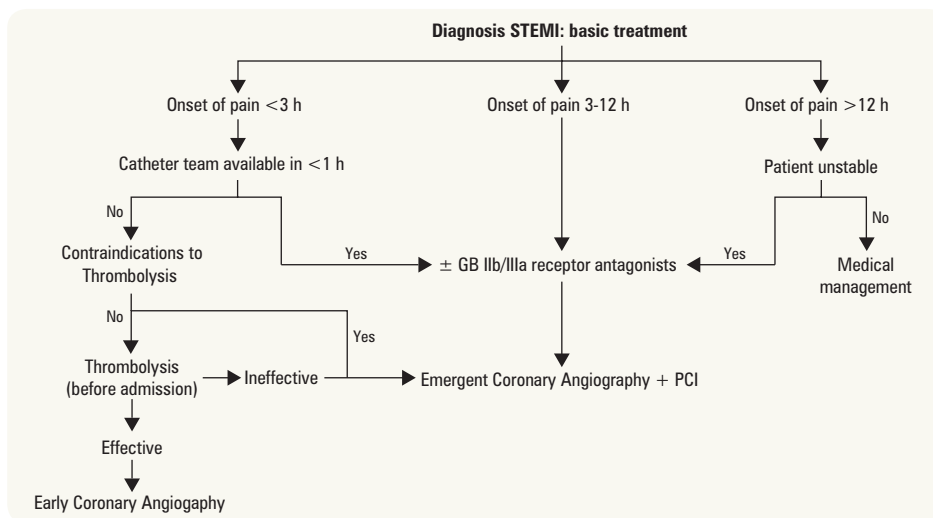 Diagnosis STEMI: basic treatment
Onset of pain <3 h
Onset of pain 3-12 h
Onset of pain >12 h
Catheter team available in <1 h
Patient unstable
No
No
Contraindications to
Thrombolysis
Yes
± GB IIb/IIIa receptor antagonists
Yes
Medical
management
No
Yes
Thrombolysis
(before admission)
Ineffective
Emergent Coronary Angiography + PCI
Effective
Early Coronary Angiogaphy